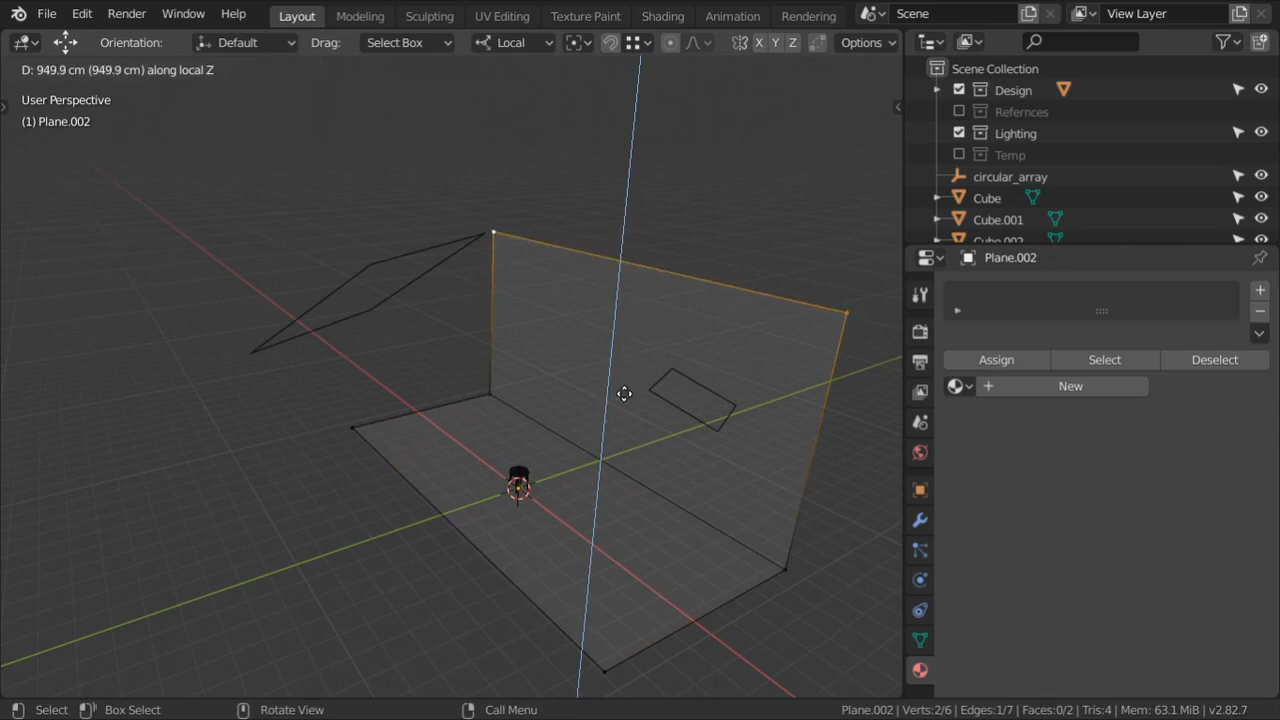 File Edit Render Window Help Layout Modeling Sculpting UV Editing Texture Paint Shading Animation Rendering Scene View Layer
Orientation: Default Drag: Select Box Local X Y Z Options
D: 949.9 cm (949.9 cm) along local Z
User Perspective
(1) Plane.002
Scene Collection
Design
Refernces
Lighting
Temp
circular_array
Cube
Cube.001
Cube.002
Plane.002
Assign Select Deselect
New
Select Box Select Rotate View Call Menu Plane.002 | Verts:2/6 | Edges:1/7 | Faces:0/2 | Tris:4 | Mem: 63.1 MiB | v2.82.7